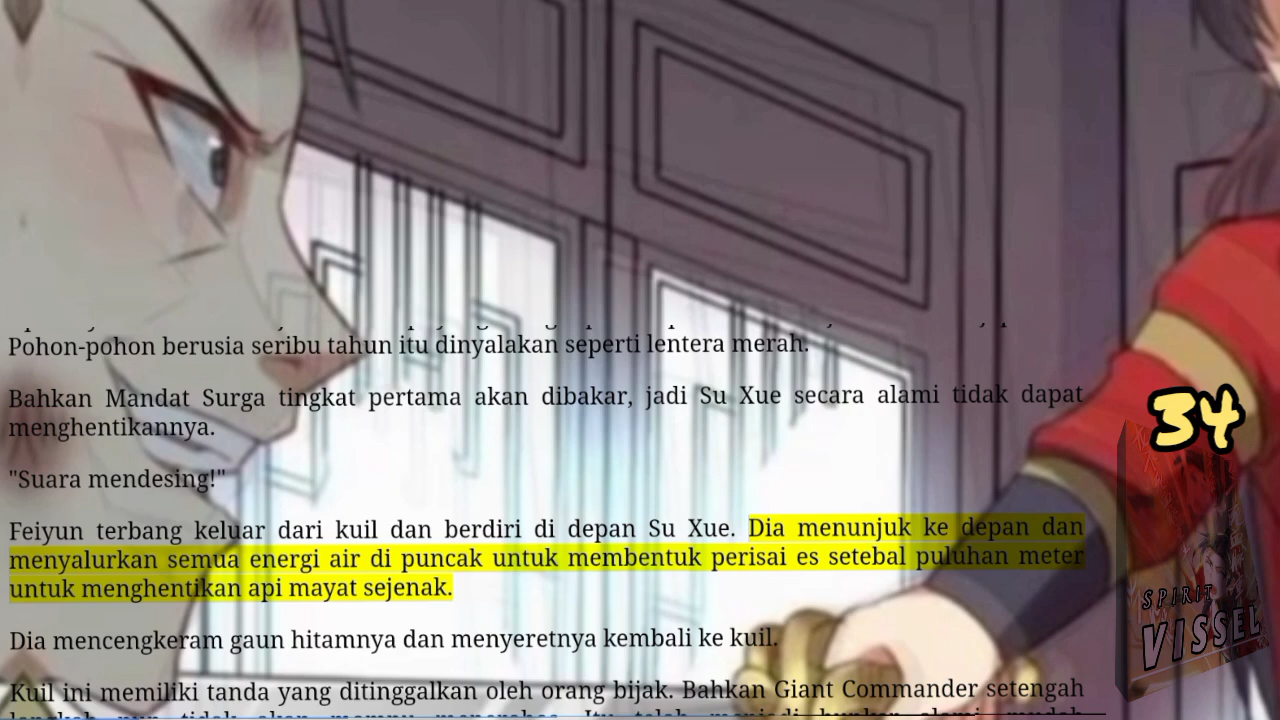 Pohon-pohon berusia seribu tahun itu dinyalakan seperti lentera merah.
Bahkan Mandat Surga tingkat pertama akan dibakar, jadi Su Xue secara alami tidak dapat
menghentikannya.
"Suara mendesing!"
Feiyun terbang keluar dari kuil dan berdiri di depan Su Xue. Dia menunjuk ke depan dan
menyalurkan semua energi air di puncak untuk membentuk perisai es setebal puluhan meter
untuk menghentikan api mayat sejenak.
Dia mencengkeram gaun hitamnya dan menyeretnya kembali ke kuil.
Kuil ini memiliki tanda yang ditinggalkan oleh orang bijak. Bahkan Giant Commander setengah
34
SPIRIT
VISSEL